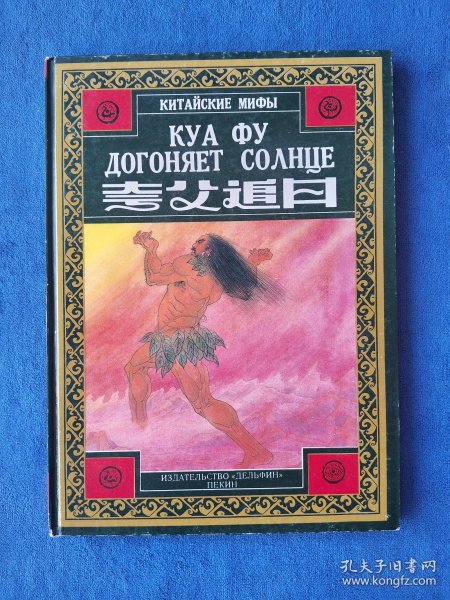 КИТАЙСКИЕ МИФЫ
КУА ФУ
ДОГОНЯЕТ СОЛНЦЕ
夸父追日
ИЗДАТЕЛЬСТВО «ДЕЛЬФИН»
ПЕКИН
孔夫子旧书网
www.kongfz.com